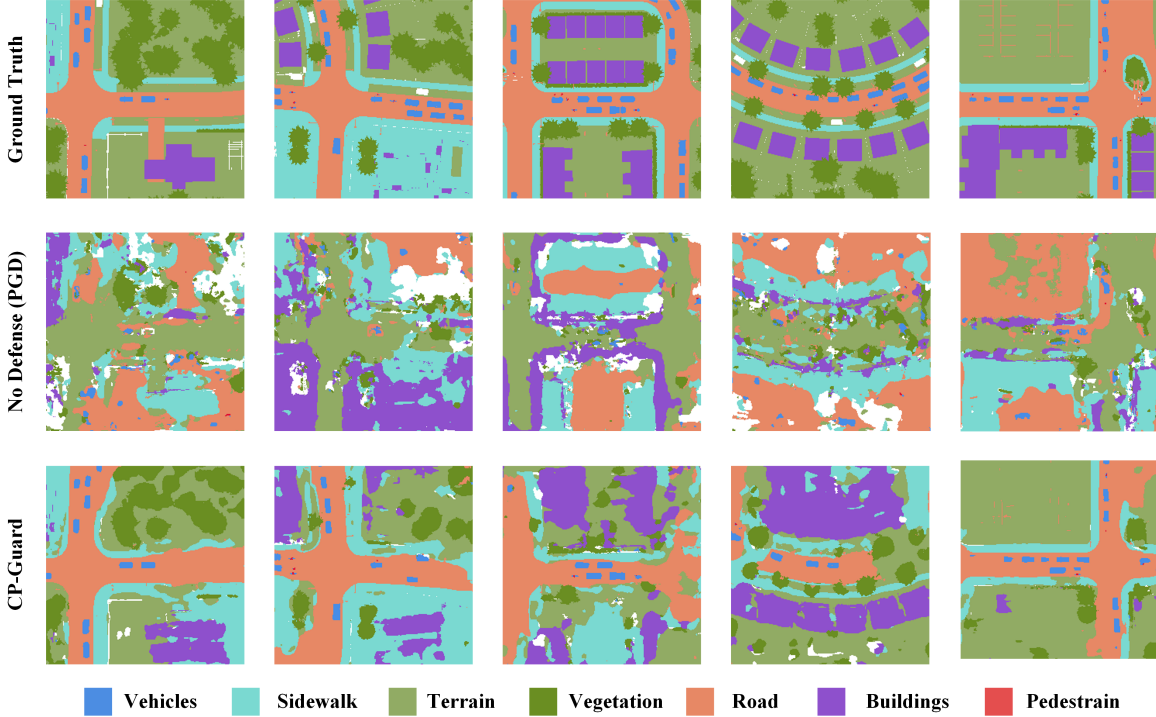 Ground Truth
No Defense (PGD)
CP-Guard
Vehicles
Sidewalk
Terrain
Vegetation
Road
Buildings
Pedestrain